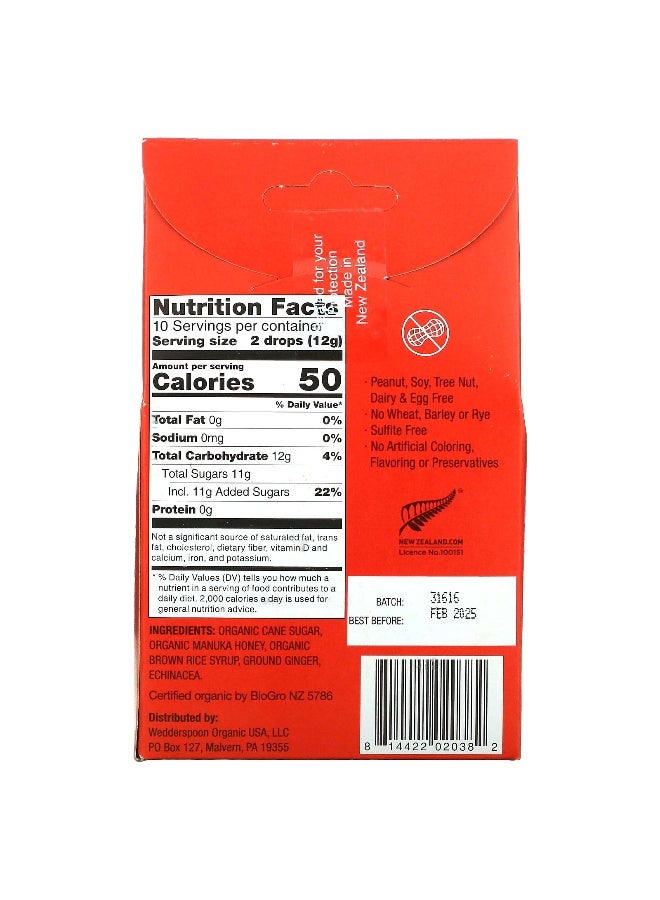 ed for your
otection
Made in
New Zealand
Nutrition Facts
10 Servings per container
Serving size 2 drops (12g)
Amount per serving
Calories 50
% Daily Value*
Total Fat 0g 0%
Sodium 0mg 0%
Total Carbohydrate 12g 4%
Total Sugars 11g
Incl. 11g Added Sugars 22%
Protein 0g
Not a significant source of saturated fat, trans
fat, cholesterol, dietary fiber, vitamin D and
calcium, iron, and potassium.
* % Daily Values (DV) tells you how much a
nutrient in a serving of food contributes to a
daily diet. 2,000 calories a day is used for
general nutrition advice.
INGREDIENTS: ORGANIC CANE SUGAR,
ORGANIC MANUKA HONEY, ORGANIC
BROWN RICE SYRUP, GROUND GINGER,
ECHINACEA.
Certified organic by BioGro NZ 5786
Distributed by:
Wedderspoon Organic USA, LLC
PO Box 127, Malvern, PA 19355
· Peanut, Soy, Tree Nut,
Dairy & Egg Free
· No Wheat, Barley or Rye
· Sulfite Free
· No Artificial Coloring,
Flavoring or Preservatives
NEWZEALAND.COM
Licence No.100151
BATCH: 31616
BEST BEFORE: FEB 2025
8 14422 02038 2